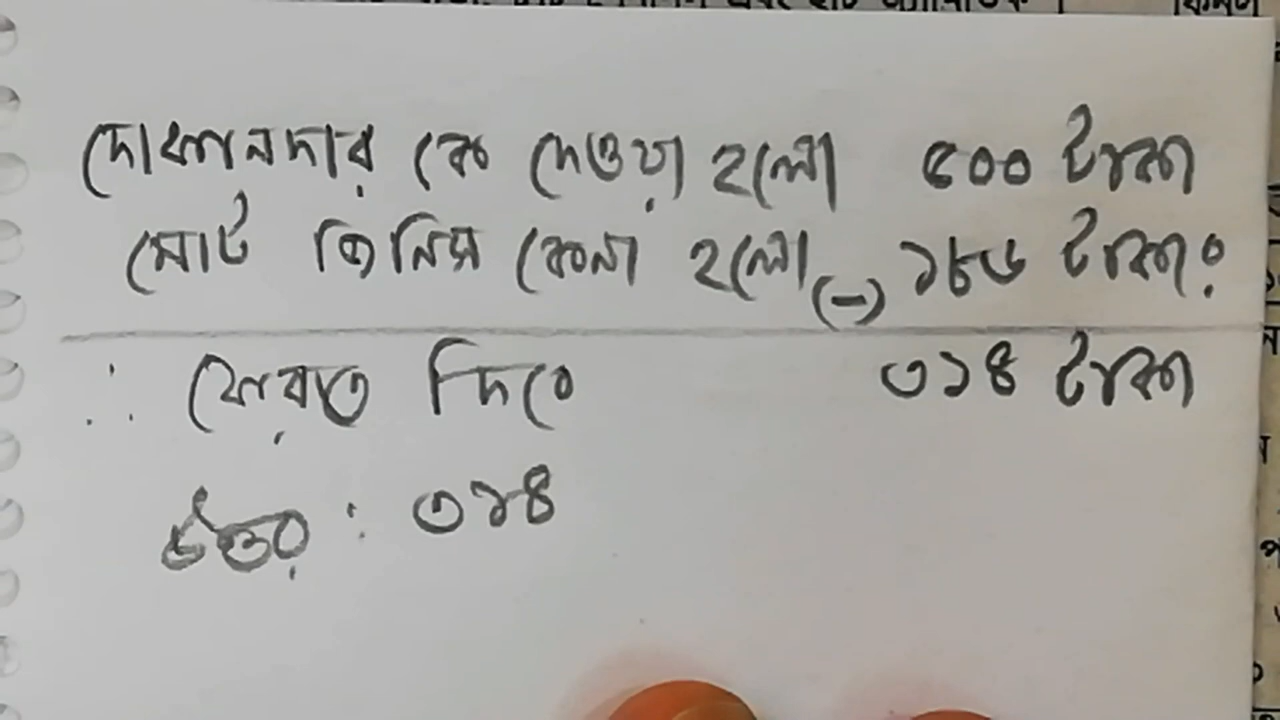 দোকানদার কে দেওয়া হলো ৫০০ টাকা
মোট জিনিস কেনা হলো (-) ১৮৬ টাকার
∴ ফেরত দিবে ৩১৪ টাকা
উত্তর : ৩১৪